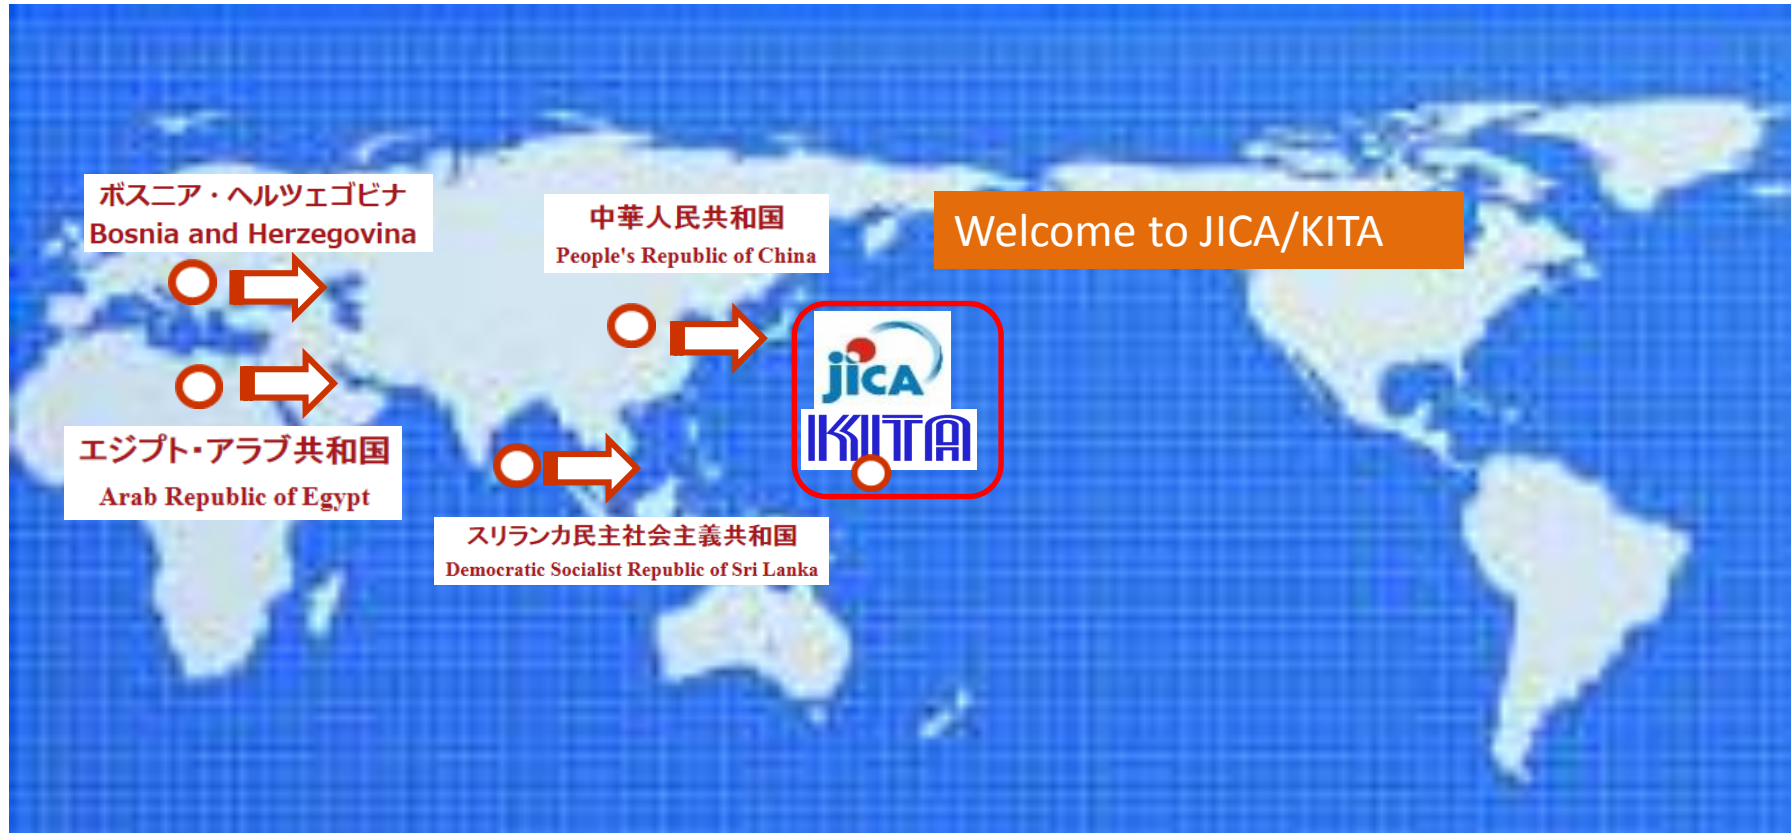 ボスニア・ヘルツェゴビナ
Bosnia and Herzegovina
中華人民共和国
People's Republic of China
Welcome to JICA/KITA
jICA
KITA
エジプト・アラブ共和国
Arab Republic of Egypt
スリランカ民主社会主義共和国
Democratic Socialist Republic of Sri Lanka